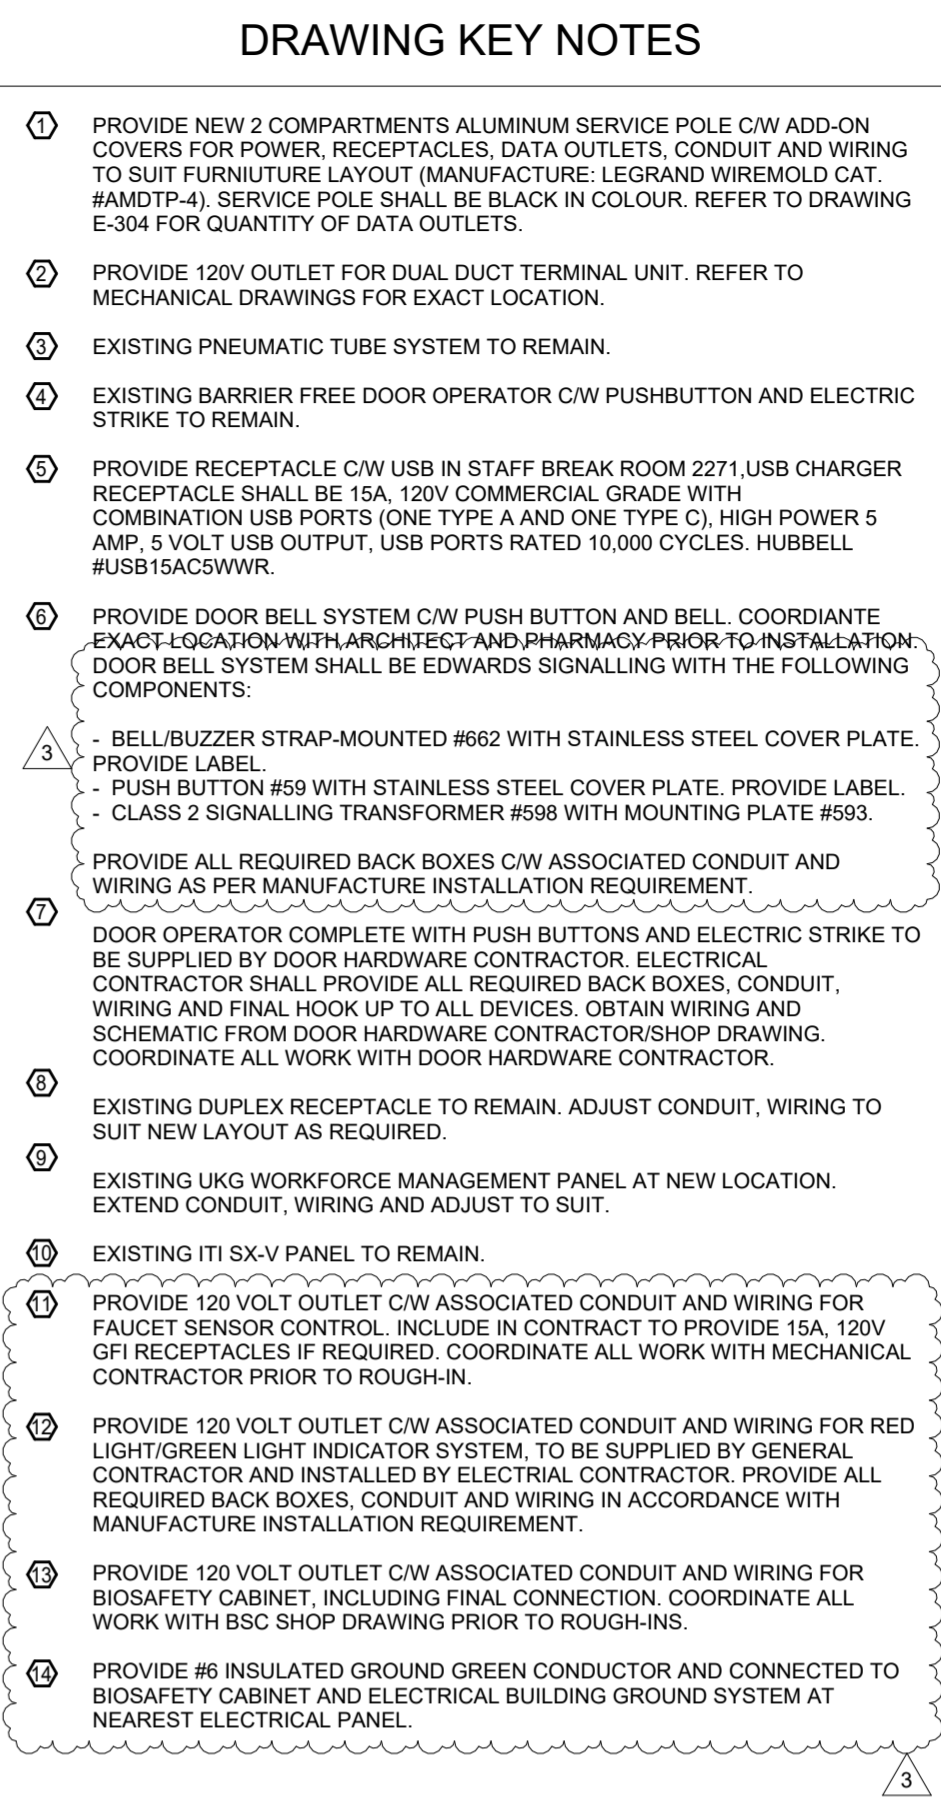 DRAWING KEY NOTES
1 PROVIDE NEW 2 COMPARTMENTS ALUMINUM SERVICE POLE C/W ADD-ON
COVERS FOR POWER, RECEPTACLES, DATA OUTLETS, CONDUIT AND WIRING
TO SUIT FURNIUTURE LAYOUT (MANUFACTURE: LEGRAND WIREMOLD CAT.
#AMDTP-4). SERVICE POLE SHALL BE BLACK IN COLOUR. REFER TO DRAWING
E-304 FOR QUANTITY OF DATA OUTLETS.
2 PROVIDE 120V OUTLET FOR DUAL DUCT TERMINAL UNIT. REFER TO
MECHANICAL DRAWINGS FOR EXACT LOCATION.
3 EXISTING PNEUMATIC TUBE SYSTEM TO REMAIN.
4 EXISTING BARRIER FREE DOOR OPERATOR C/W PUSHBUTTON AND ELECTRIC
STRIKE TO REMAIN.
5 PROVIDE RECEPTACLE C/W USB IN STAFF BREAK ROOM 2271,USB CHARGER
RECEPTACLE SHALL BE 15A, 120V COMMERCIAL GRADE WITH
COMBINATION USB PORTS (ONE TYPE A AND ONE TYPE C), HIGH POWER 5
AMP, 5 VOLT USB OUTPUT, USB PORTS RATED 10,000 CYCLES. HUBBELL
#USB15AC5WWR.
6 PROVIDE DOOR BELL SYSTEM C/W PUSH BUTTON AND BELL. COORDIANTE
EXACT LOCATION WITH ARCHITECT AND PHARMACY PRIOR TO INSTALLATION.
DOOR BELL SYSTEM SHALL BE EDWARDS SIGNALLING WITH THE FOLLOWING
COMPONENTS:
3
- BELL/BUZZER STRAP-MOUNTED #662 WITH STAINLESS STEEL COVER PLATE.
PROVIDE LABEL.
- PUSH BUTTON #59 WITH STAINLESS STEEL COVER PLATE. PROVIDE LABEL.
- CLASS 2 SIGNALLING TRANSFORMER #598 WITH MOUNTING PLATE #593.
PROVIDE ALL REQUIRED BACK BOXES C/W ASSOCIATED CONDUIT AND
WIRING AS PER MANUFACTURE INSTALLATION REQUIREMENT.
7
DOOR OPERATOR COMPLETE WITH PUSH BUTTONS AND ELECTRIC STRIKE TO
BE SUPPLIED BY DOOR HARDWARE CONTRACTOR. ELECTRICAL
CONTRACTOR SHALL PROVIDE ALL REQUIRED BACK BOXES, CONDUIT,
WIRING AND FINAL HOOK UP TO ALL DEVICES. OBTAIN WIRING AND
SCHEMATIC FROM DOOR HARDWARE CONTRACTOR/SHOP DRAWING.
COORDINATE ALL WORK WITH DOOR HARDWARE CONTRACTOR.
8
EXISTING DUPLEX RECEPTACLE TO REMAIN. ADJUST CONDUIT, WIRING TO
SUIT NEW LAYOUT AS REQUIRED.
9
EXISTING UKG WORKFORCE MANAGEMENT PANEL AT NEW LOCATION.
EXTEND CONDUIT, WIRING AND ADJUST TO SUIT.
10 EXISTING ITI SX-V PANEL TO REMAIN.
11 PROVIDE 120 VOLT OUTLET C/W ASSOCIATED CONDUIT AND WIRING FOR
FAUCET SENSOR CONTROL. INCLUDE IN CONTRACT TO PROVIDE 15A, 120V
GFI RECEPTACLES IF REQUIRED. COORDINATE ALL WORK WITH MECHANICAL
CONTRACTOR PRIOR TO ROUGH-IN.
12 PROVIDE 120 VOLT OUTLET C/W ASSOCIATED CONDUIT AND WIRING FOR RED
LIGHT/GREEN LIGHT INDICATOR SYSTEM, TO BE SUPPLIED BY GENERAL
CONTRACTOR AND INSTALLED BY ELECTRIAL CONTRACTOR. PROVIDE ALL
REQUIRED BACK BOXES, CONDUIT AND WIRING IN ACCORDANCE WITH
MANUFACTURE INSTALLATION REQUIREMENT.
13 PROVIDE 120 VOLT OUTLET C/W ASSOCIATED CONDUIT AND WIRING FOR
BIOSAFETY CABINET, INCLUDING FINAL CONNECTION. COORDINATE ALL
WORK WITH BSC SHOP DRAWING PRIOR TO ROUGH-INS.
14 PROVIDE #6 INSULATED GROUND GREEN CONDUCTOR AND CONNECTED TO
BIOSAFETY CABINET AND ELECTRICAL BUILDING GROUND SYSTEM AT
NEAREST ELECTRICAL PANEL.
3